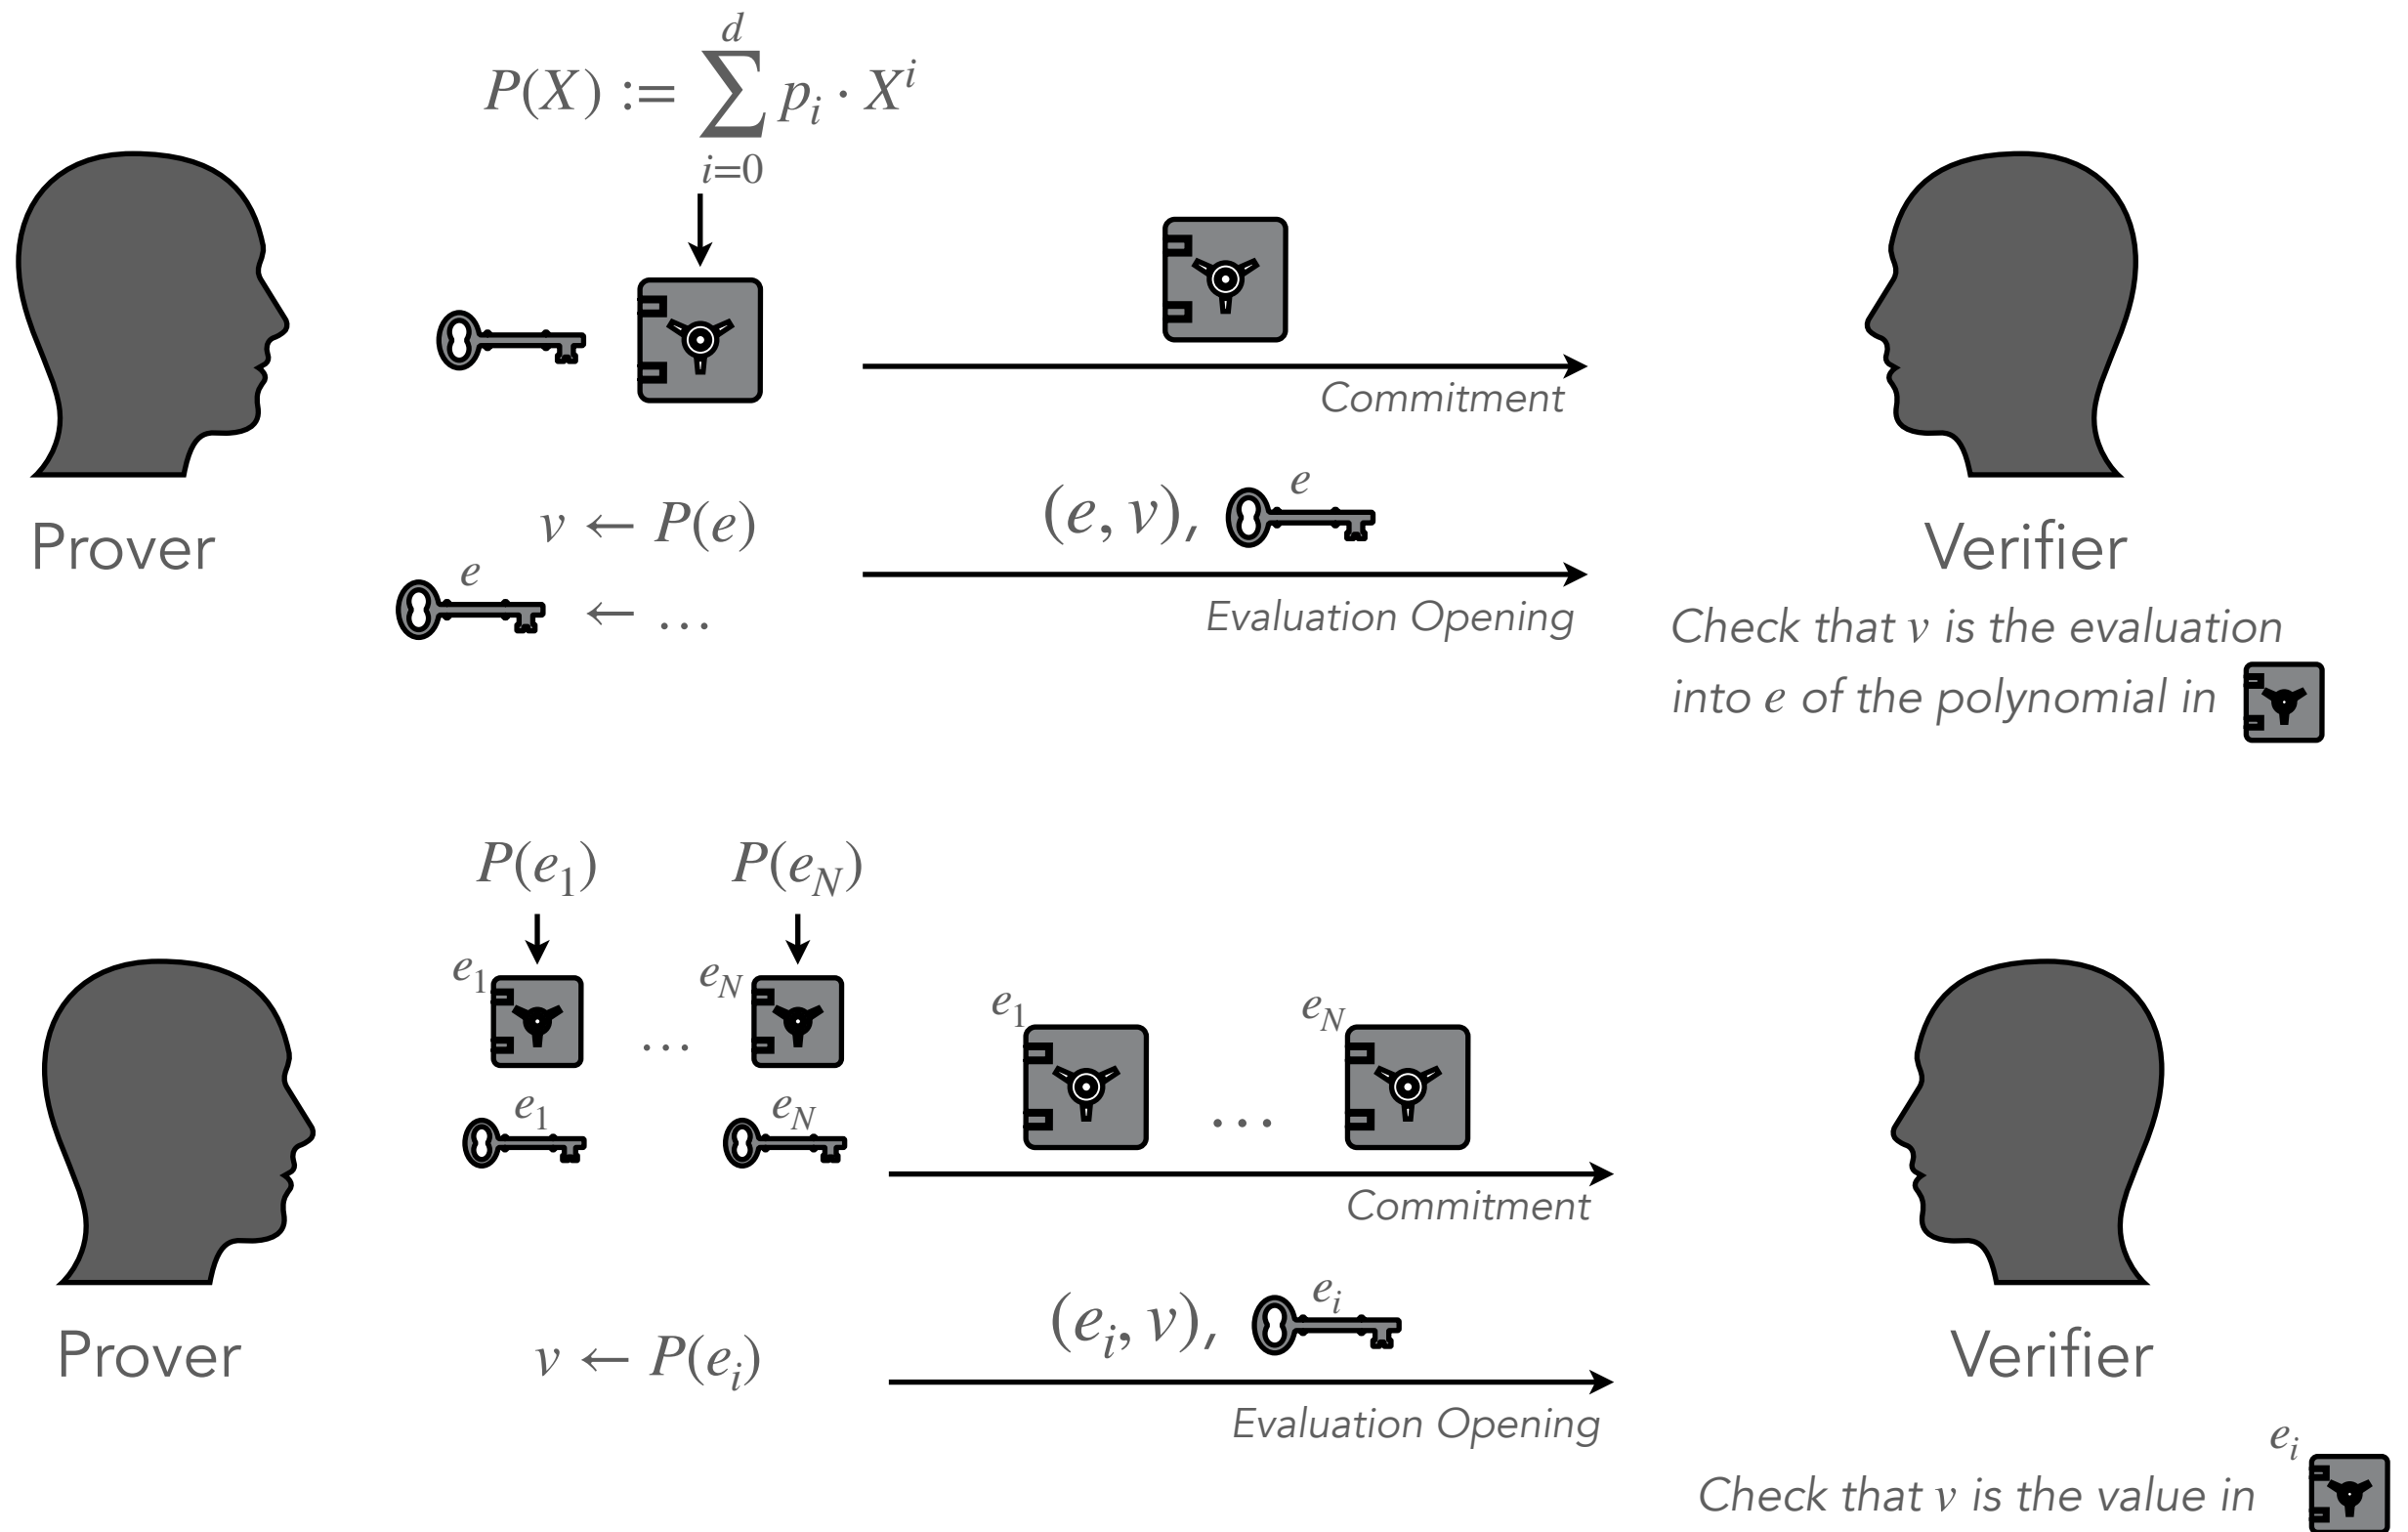 P(X) := \sum_{i=0}^{d} p_i · X^i
Commitment
Prover
v ← P(e)
(e, v), e
Verifier
e
← …
Evaluation Opening
Check that v is the evaluation
into e of the polynomial in
P(e_1) P(e_N)
e_1 … e_N
e_1 e_N
e_1 … e_N
Commitment
Prover
v ← P(e_i)
(e_i, v), e_i
Verifier
Evaluation Opening
e_i
Check that v is the value in